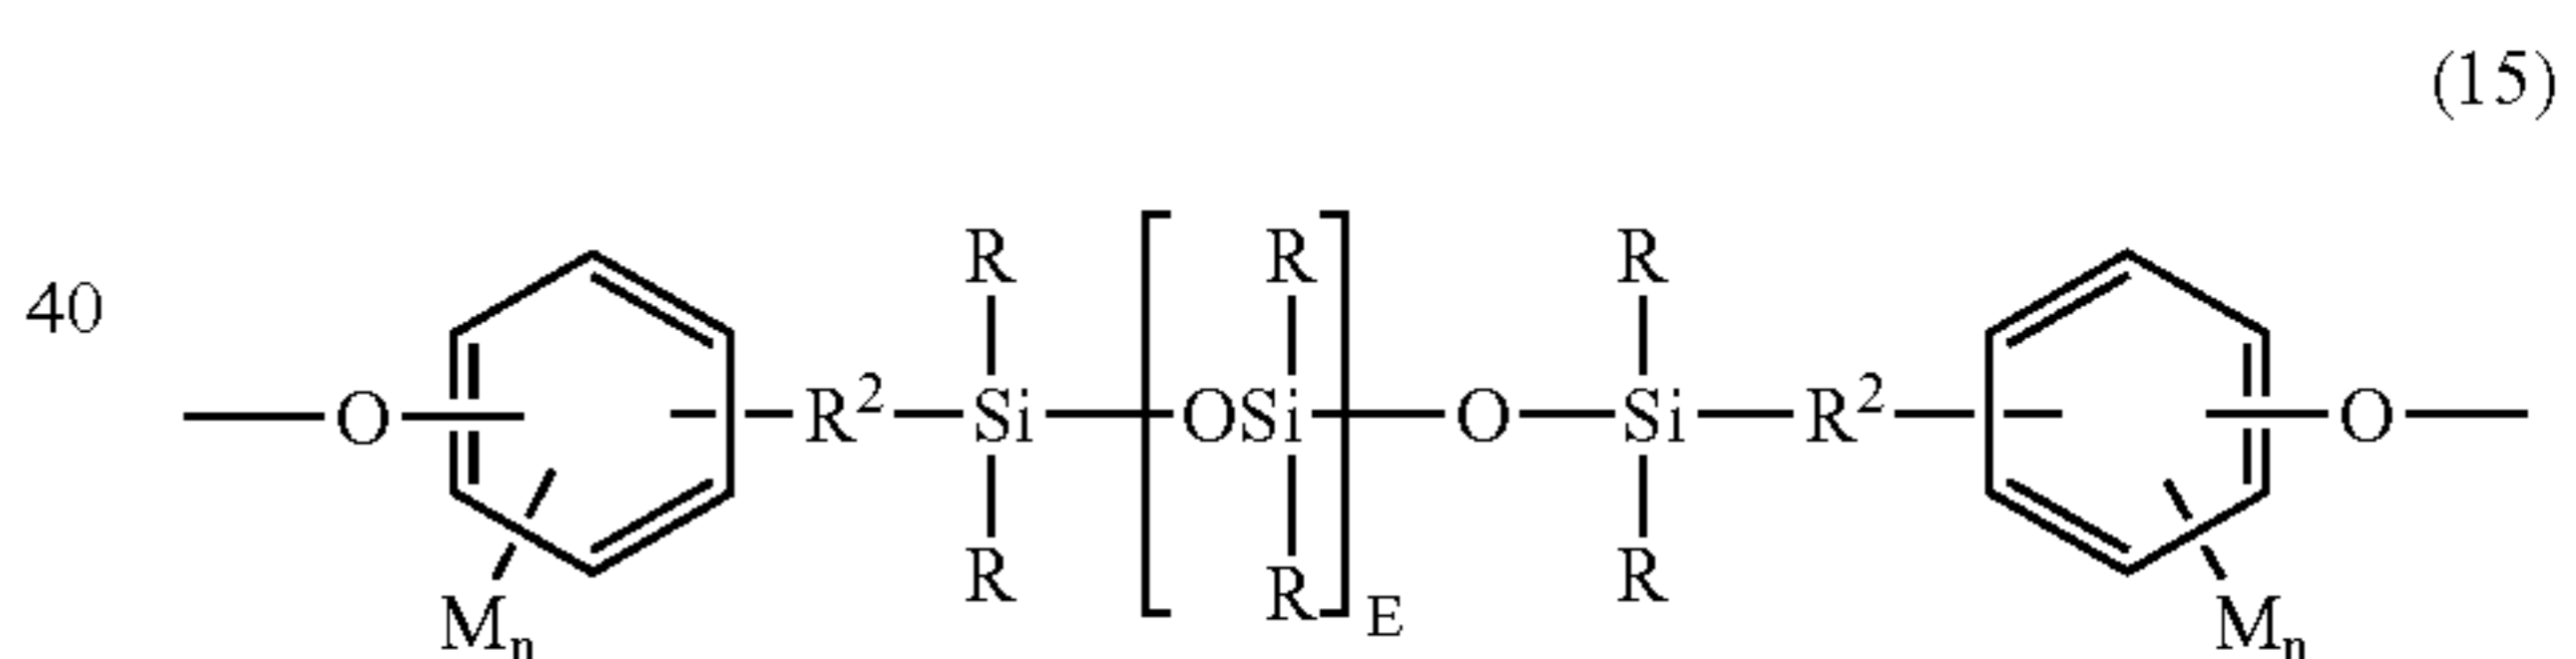 (15)
R R R
40
O R² Si OSi O Si R² O
R R R E
Mₙ Mₙ